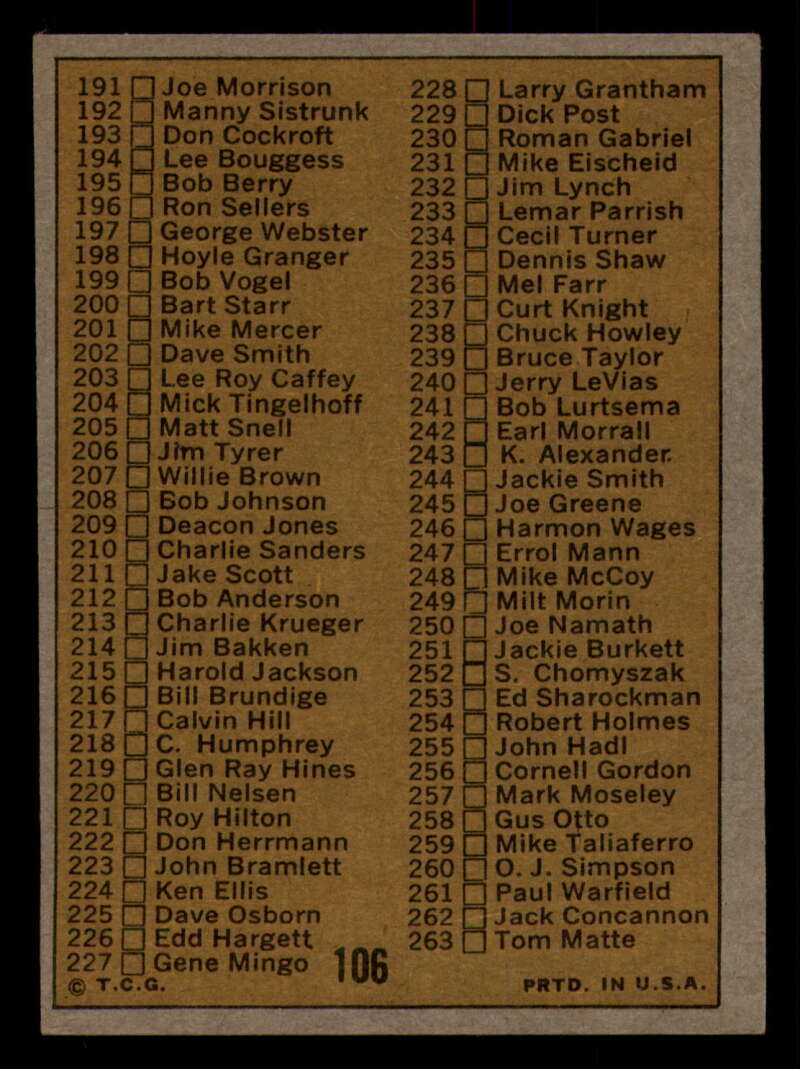 191 Joe Morrison
192 Manny Sistrunk
193 Don Cockroft
194 Lee Bouggess
195 Bob Berry
196 Ron Sellers
197 George Webster
198 Hoyle Granger
199 Bob Vogel
200 Bart Starr
201 Mike Mercer
202 Dave Smith
203 Lee Roy Caffey
204 Mick Tingelhoff
205 Matt Snell
206 Jim Tyrer
207 Willie Brown
208 Bob Johnson
209 Deacon Jones
210 Charlie Sanders
211 Jake Scott
212 Bob Anderson
213 Charlie Krueger
214 Jim Bakken
215 Harold Jackson
216 Bill Brundige
217 Calvin Hill
218 C. Humphrey
219 Glen Ray Hines
220 Bill Nelsen
221 Roy Hilton
222 Don Herrmann
223 John Bramlett
224 Ken Ellis
225 Dave Osborn
226 Edd Hargett
227 Gene Mingo
106
© T.C.G.
228 Larry Grantham
229 Dick Post
230 Roman Gabriel
231 Mike Eischeid
232 Jim Lynch
233 Lemar Parrish
234 Cecil Turner
235 Dennis Shaw
236 Mel Farr
237 Curt Knight
238 Chuck Howley
239 Bruce Taylor
240 Jerry LeVias
241 Bob Lurtsema
242 Earl Morrall
243 K. Alexander
244 Jackie Smith
245 Joe Greene
246 Harmon Wages
247 Errol Mann
248 Mike McCoy
249 Milt Morin
250 Joe Namath
251 Jackie Burkett
252 S. Chomyszak
253 Ed Sharockman
254 Robert Holmes
255 John Hadl
256 Cornell Gordon
257 Mark Moseley
258 Gus Otto
259 Mike Taliaferro
260 O. J. Simpson
261 Paul Warfield
262 Jack Concannon
263 Tom Matte
PRTD. IN U.S.A.